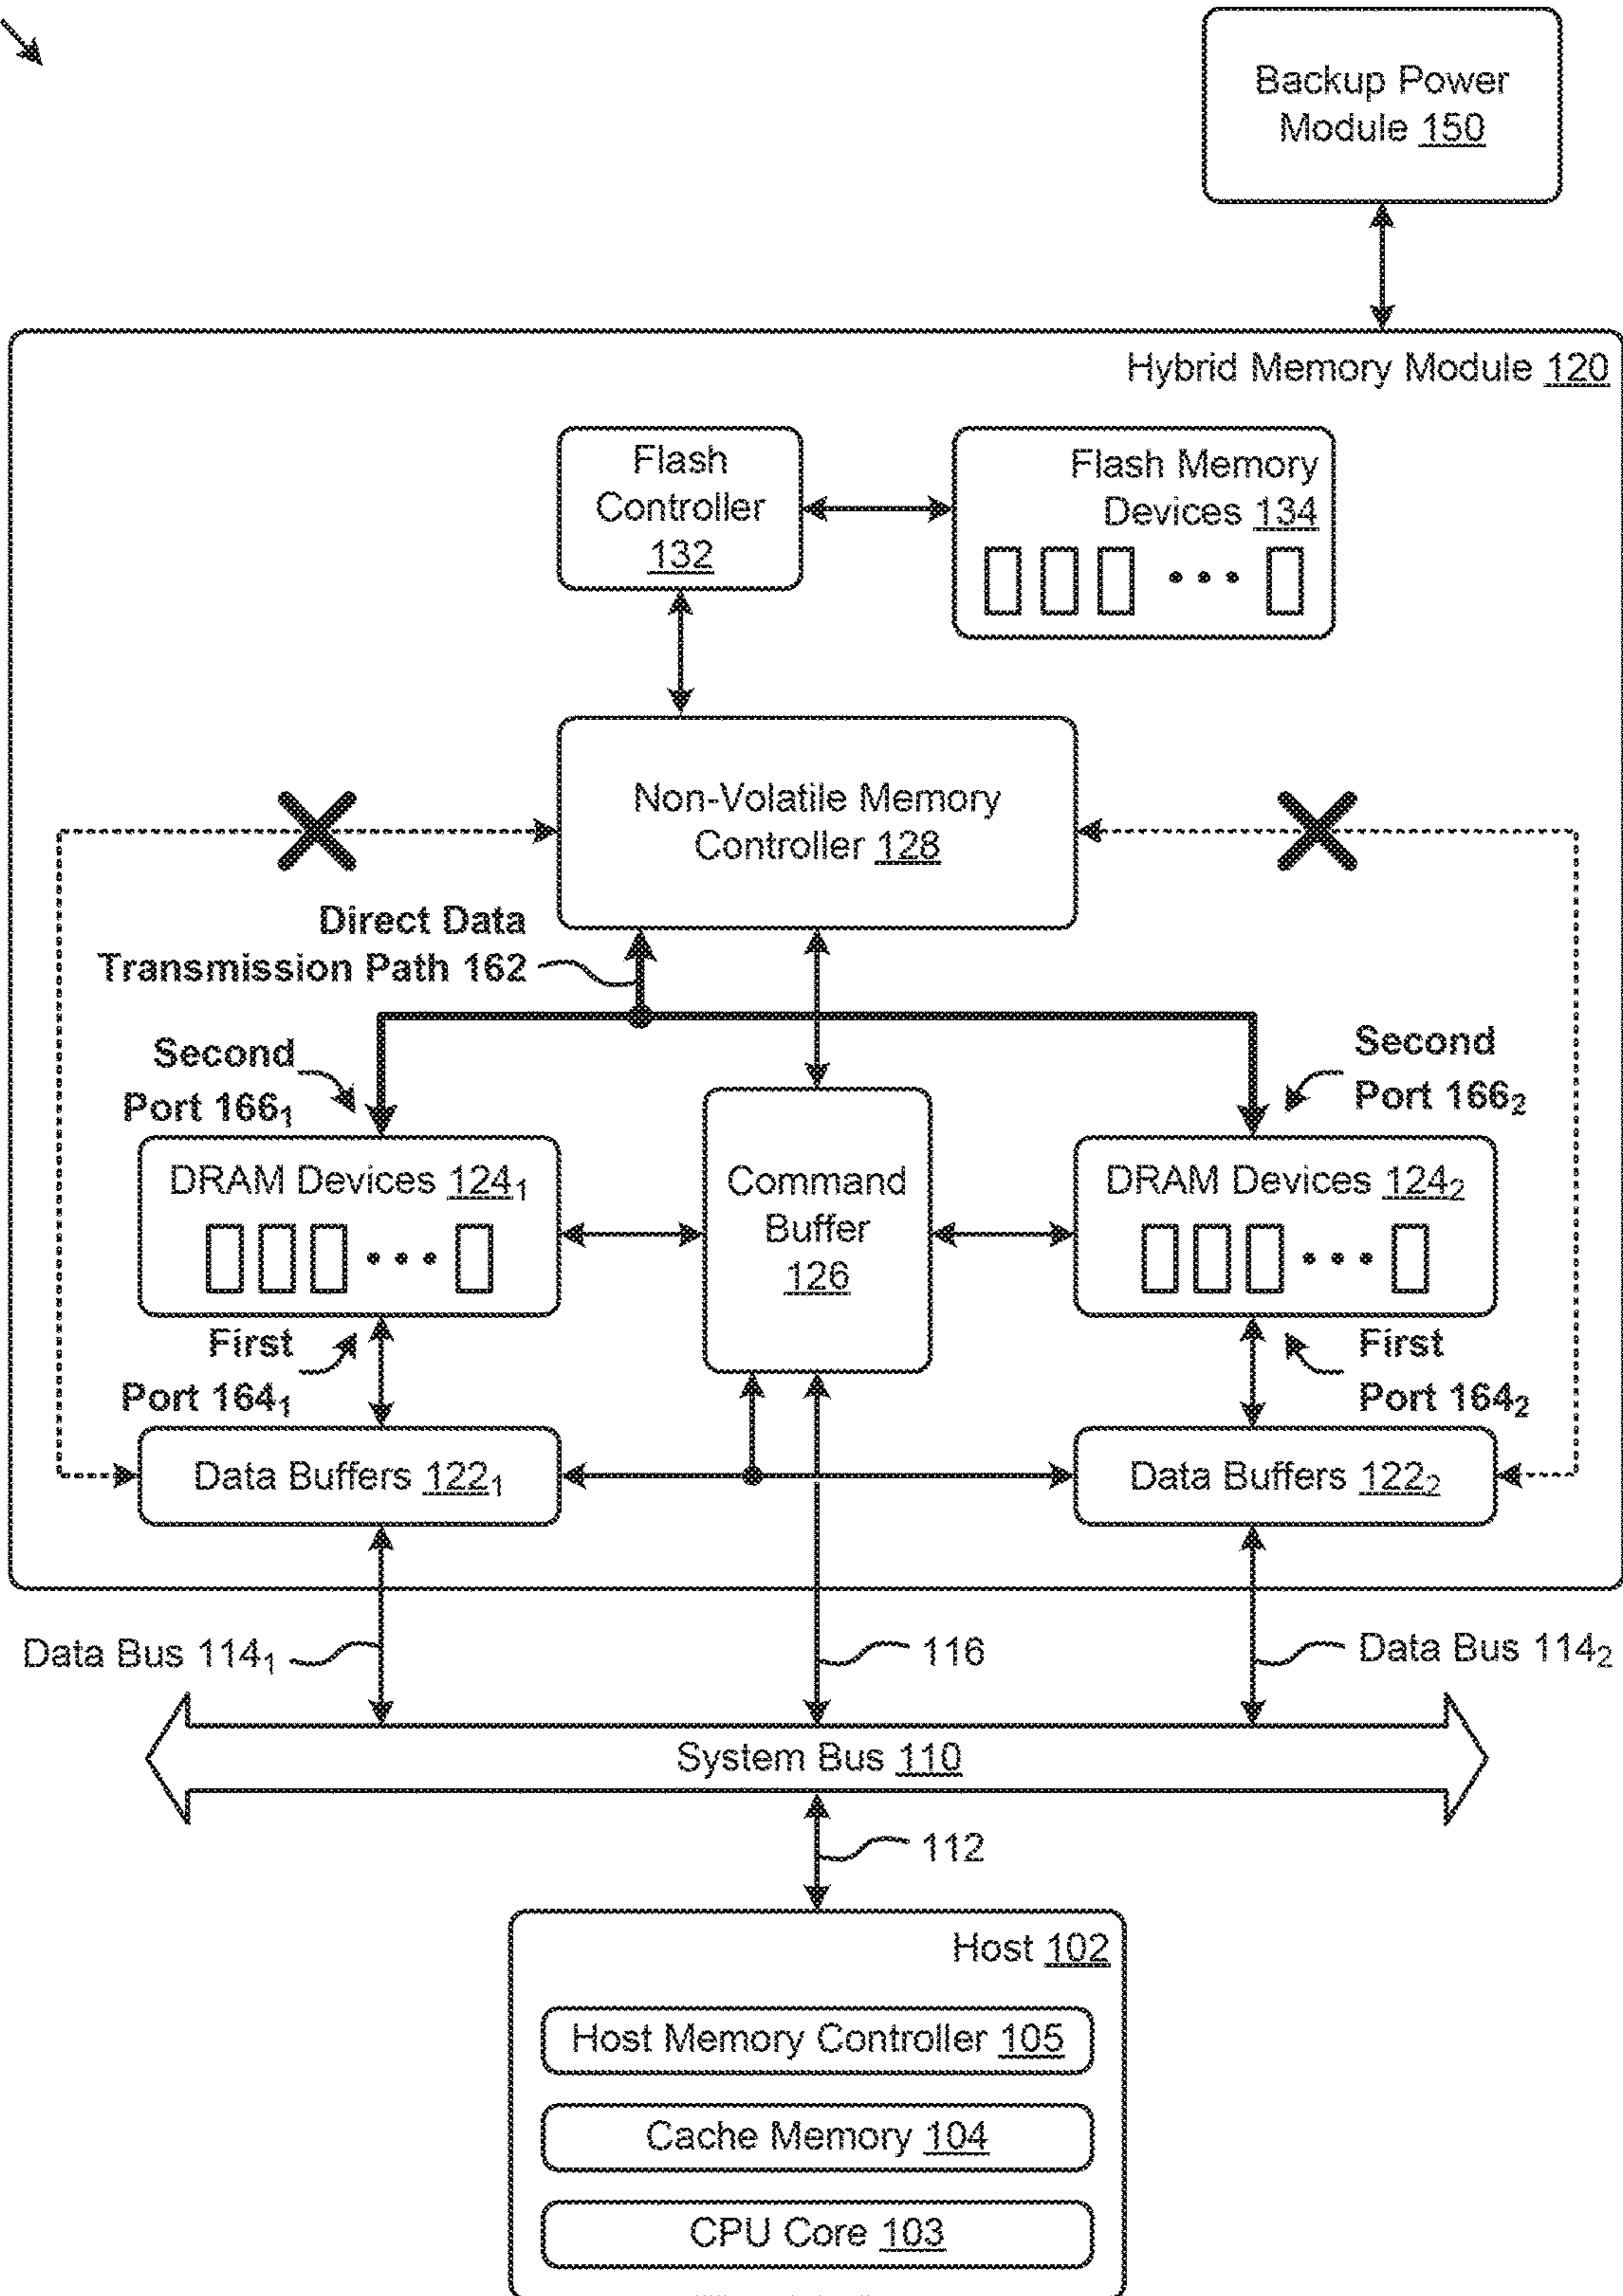 Backup Power
Module 150
Hybrid Memory Module 120
Flash
Controller
132
Flash Memory
Devices 134
Non-Volatile Memory
Controller 128
Direct Data
Transmission Path 162
Second
Port 166₁
Second
Port 166₂
DRAM Devices 124₁
Command
Buffer
126
DRAM Devices 124₂
First
Port 164₁
First
Port 164₂
Data Buffers 122₁
Data Buffers 122₂
Data Bus 114₁
116
Data Bus 114₂
System Bus 110
112
Host 102
Host Memory Controller 105
Cache Memory 104
CPU Core 103